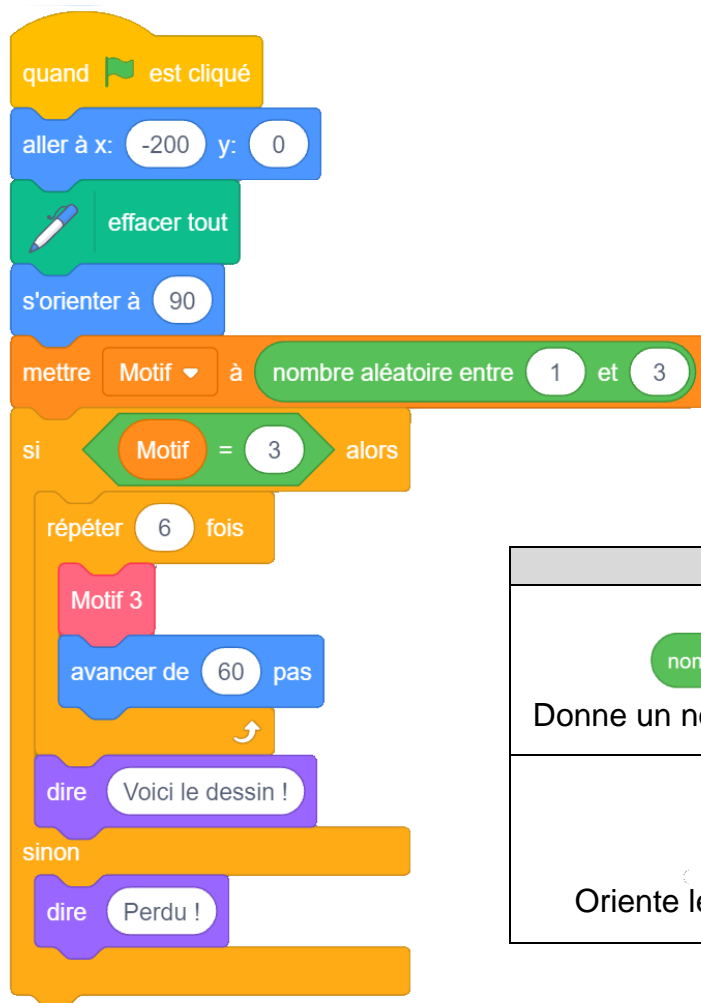 quand est cliqué
aller à x: -200 y: 0
effacer tout
s'orienter à 90
mettre Motif à nombre aléatoire entre 1 et 3
si Motif = 3 alors
répéter 6 fois
Motif 3
avancer de 60 pas
dire Voici le dessin !
sinon
dire Perdu !
Donne un
Oriente